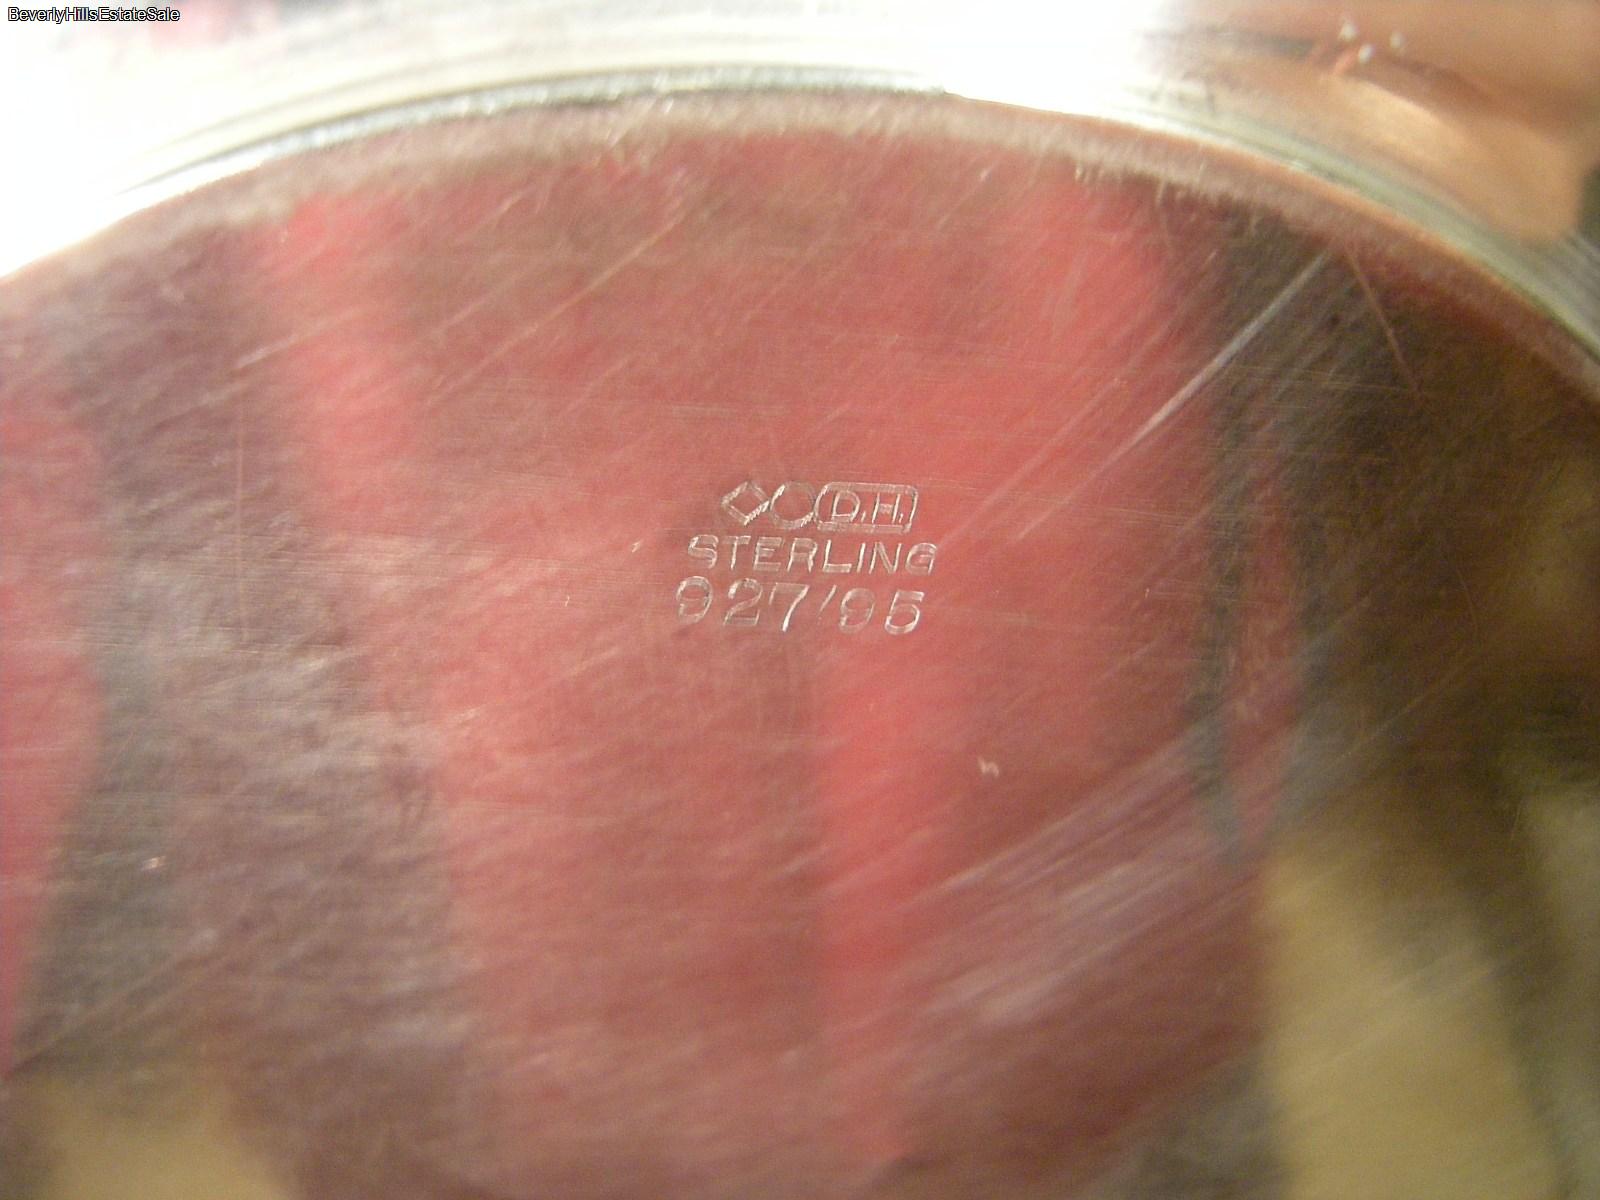 BeverlyHillsEstateSale
D.H.
STERLING
927/95